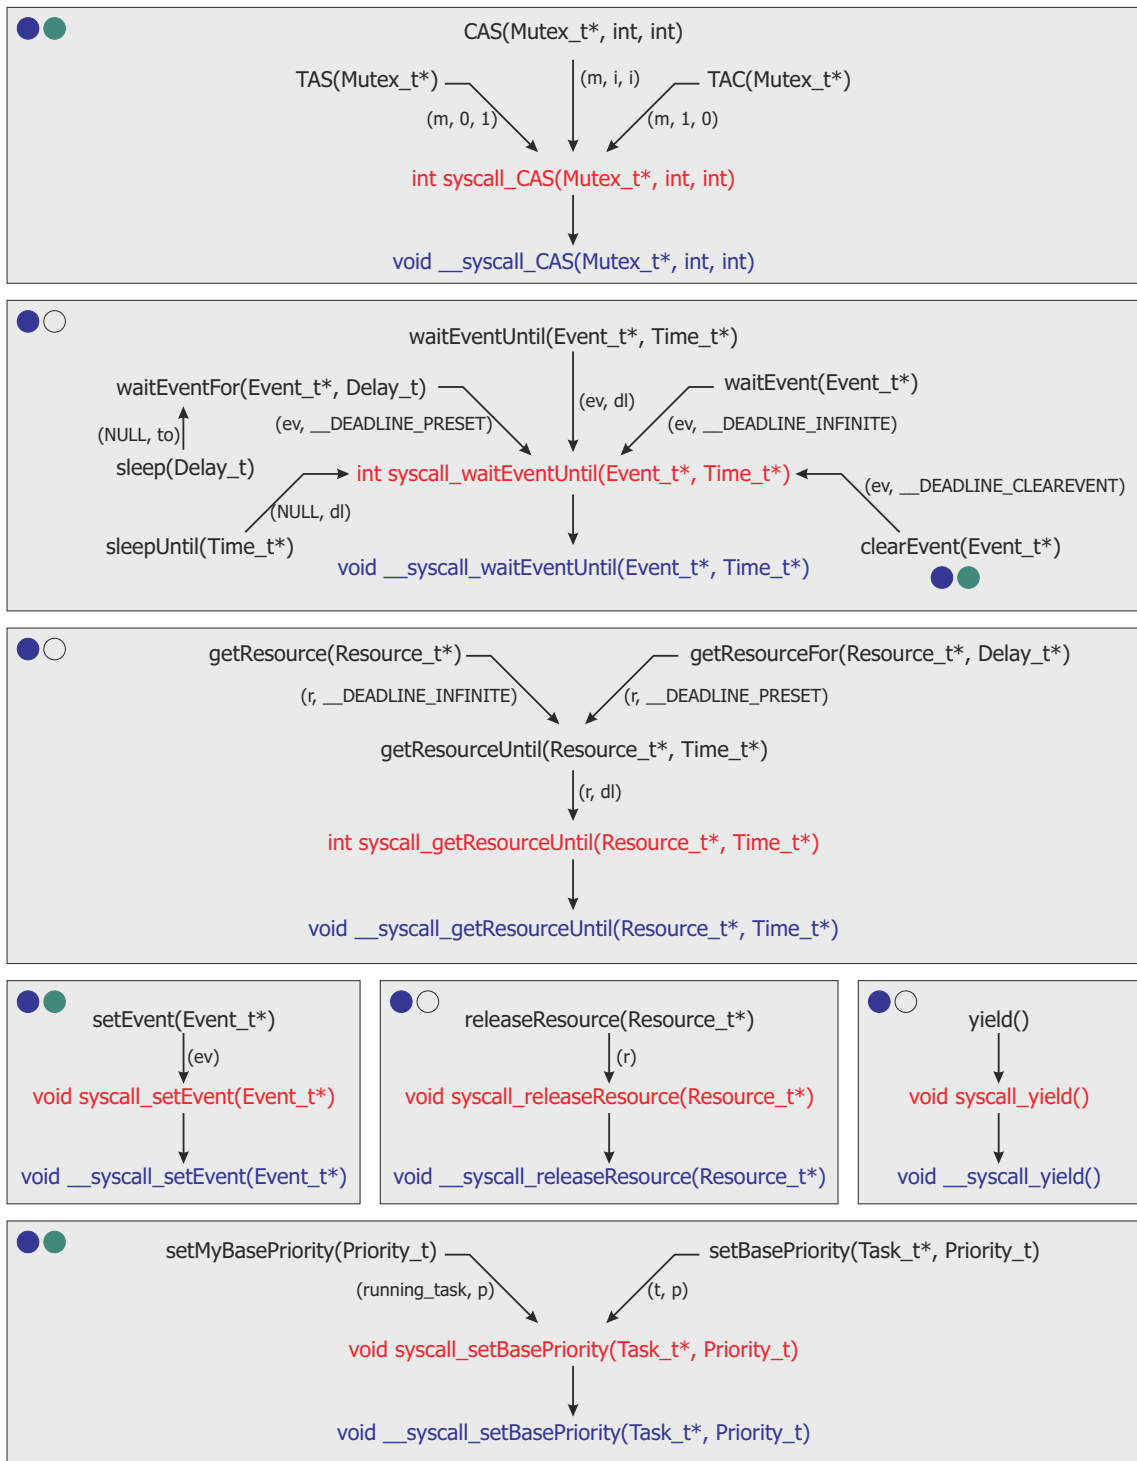 CAS(Mutex_t*, int, int)
TAS(Mutex_t*)
(m, i, i)
TAC(Mutex_t*)
(m, 0, 1)
(m, 1, 0)
int syscall_CAS(Mutex_t*, int, int)
void __syscall_CAS(Mutex_t*, int, int)
waitEventUntil(Event_t*, Time_t*)
waitEventFor(Event_t*, Delay_t)
waitEvent(Event_t*)
(ev, dl)
(NULL, to)
(ev, __DEADLINE_PRESET)
(ev, __DEADLINE_INFINITE)
sleep(Delay_t)
int syscall_waitEventUntil(Event_t*, Time_t*)
(ev, __DEADLINE_CLEAREVENT)
(NULL, dl)
sleepUntil(Time_t*)
clearEvent(Event_t*)
void __syscall_waitEventUntil(Event_t*, Time_t*)
getResource(Resource_t*)
getResourceFor(Resource_t*, Delay_t*)
(r, __DEADLINE_INFINITE)
(r, __DEADLINE_PRESET)
getResourceUntil(Resource_t*, Time_t*)
(r, dl)
int syscall_getResourceUntil(Resource_t*, Time_t*)
void __syscall_getResourceUntil(Resource_t*, Time_t*)
setEvent(Event_t*)
(ev)
void syscall_setEvent(Event_t*)
void __syscall_setEvent(Event_t*)
releaseResource(Resource_t*)
(r)
void syscall_releaseResource(Resource_t*)
void __syscall_releaseResource(Resource_t*)
yield()
void syscall_yield()
void __syscall_yield()
setMyBasePriority(Priority_t)
setBasePriority(Task_t*, Priority_t)
(running_task, p)
(t, p)
void syscall_setBasePriority(Task_t*, Priority_t)
void __syscall_setBasePriority(Task_t*, Priority_t)